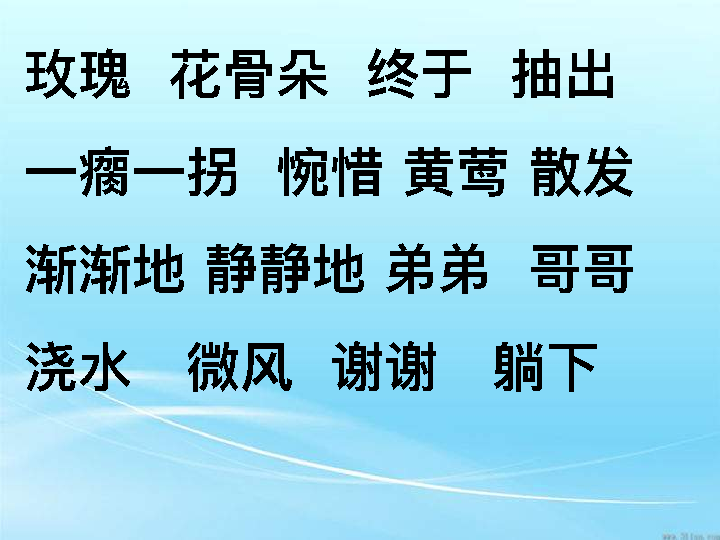 玫瑰 花骨朵 终于 抽出
一瘸一拐 惋惜 黄莺 散发
渐渐地 静静地 弟弟 哥哥
浇水 微风 谢谢 躺下